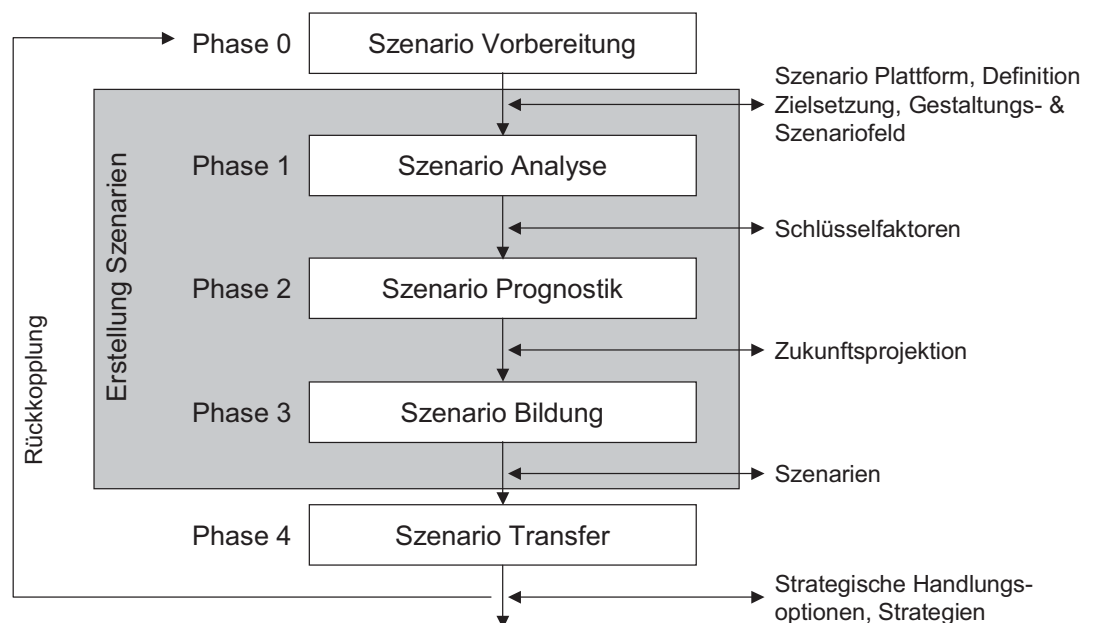 Phase 0
Szenario Vorbereitung
Szenario Plattform, Definition
Zielsetzung, Gestaltungs- &
Szenariofeld
Phase 1
Szenario Analyse
Schlüsselfaktoren
Phase 2
Szenario Prognostik
Zukunftsprojektion
Phase 3
Szenario Bildung
Szenarien
Phase 4
Szenario Transfer
Strategische Handlungs-
optionen, Strategien
Erstellung Szenarien
Rückkopplung